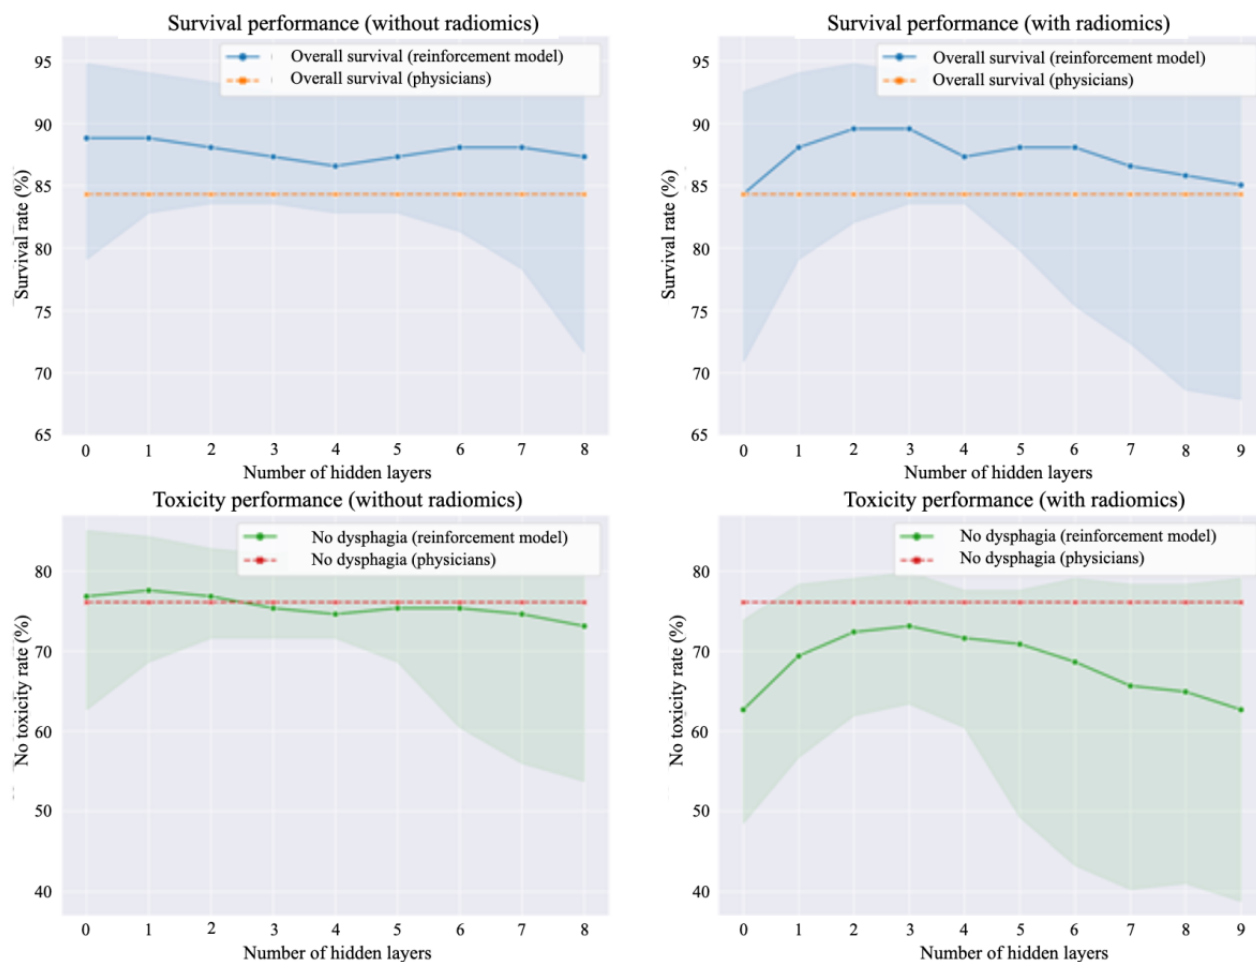 Survival performance (without radiomics)
Overall survival (reinforcement model)
Overall survival (physicians)
Survival rate (%)
95
90
85
80
75
70
65
0 1 2 3 4 5 6 7 8
Number of hidden layers
Survival performance (with radiomics)
Overall survival (reinforcement model)
Overall survival (physicians)
Survival rate (%)
95
90
85
80
75
70
65
0 1 2 3 4 5 6 7 8 9
Number of hidden layers
Toxicity performance (without radiomics)
No dysphagia (reinforcement model)
No dysphagia (physicians)
No toxicity rate (%)
80
70
60
50
40
0 1 2 3 4 5 6 7 8
Number of hidden layers
Toxicity performance (with radiomics)
No dysphagia (reinforcement model)
No dysphagia (physicians)
No toxicity rate (%)
80
70
60
50
40
0 1 2 3 4 5 6 7 8 9
Number of hidden layers